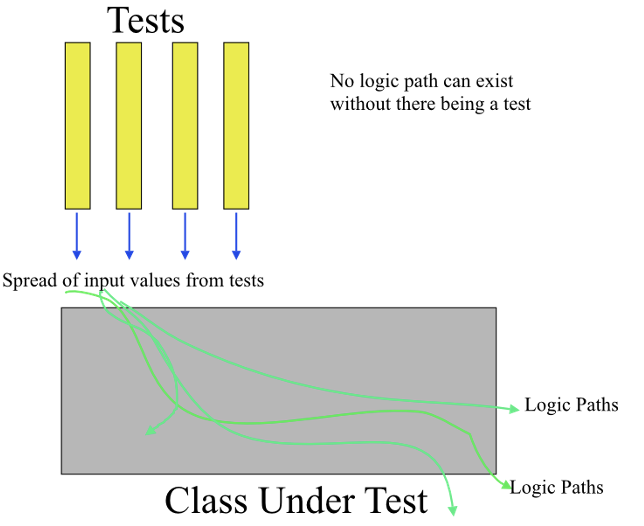 Tests
No logic path can exist
without there being a test
Spread of input values from tests
Logic Paths
Logic Paths
Class Under Test